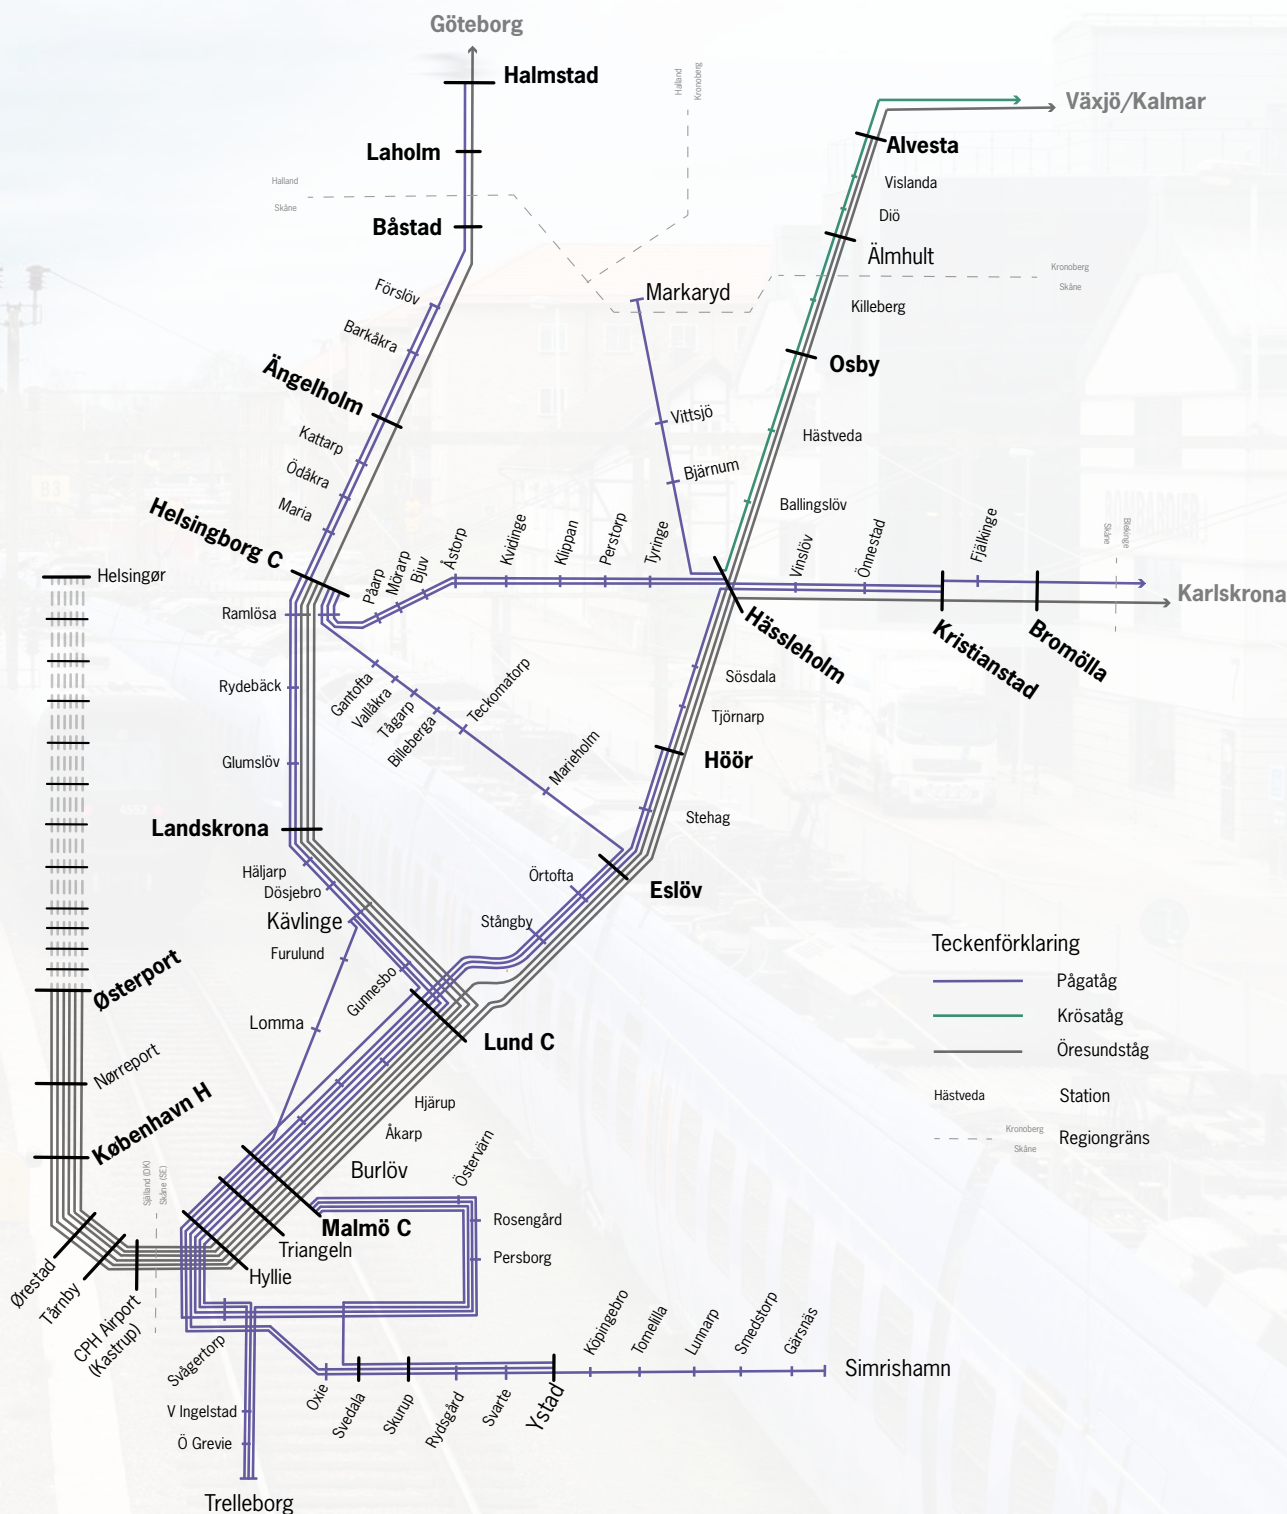 Göteborg
Halmstad
Laholm
Båstad
Halland
Skåne
Halland
Kronoberg
Växjö/Kalmar
Alvesta
Vislanda
Diö
Älmhult
Kronoberg
Skåne
Killeberg
Osby
Hästveda
Ballingslöv
Markaryd
Vittsjö
Bjärnum
Förslöv
Barkåkra
Ängelholm
Kattarp
Ödåkra
Maria
Helsingborg C
Ramlösa
Rydebäck
Glumslöv
Landskrona
Häljarp
Dösjebro
Kävlinge
Furulund
Lomma
Gunnesbo
Påarp
Mörarp
Bjuv
Åstorp
Kvidinge
Klippan
Perstorp
Tyringe
Hässleholm
Vinslöv
Önnestad
Kristianstad
Fjälkinge
Bromölla
Skåne
Blekinge
Karlskrona
Gantofta
Vallåkra
Tågarp
Billeberga
Teckomatorp
Marieholm
Sösdala
Tjörnarp
Höör
Stehag
Eslöv
Örtofta
Stångby
Lund C
Hjärup
Åkarp
Burlöv
Malmö C
Triangeln
Hyllie
Östervärn
Rosengård
Persborg
Helsingør
Østerport
Nørreport
København H
Ørestad
Tårnby
CPH Airport
(Kastrup)
Själland (DK)
Skåne (SE)
Svågertorp
V Ingelstad
Ö Grevie
Trelleborg
Oxie
Svedala
Skurup
Rydsgård
Svarte
Ystad
Köpingebro
Tomelilla
Lunnarp
Smedstorp
Gärsnäs
Simrishamn
Teckenförklaring
Pågatåg
Krösatåg
Öresundståg
Hästveda
Station
Kronoberg
Skåne
Regiongräns